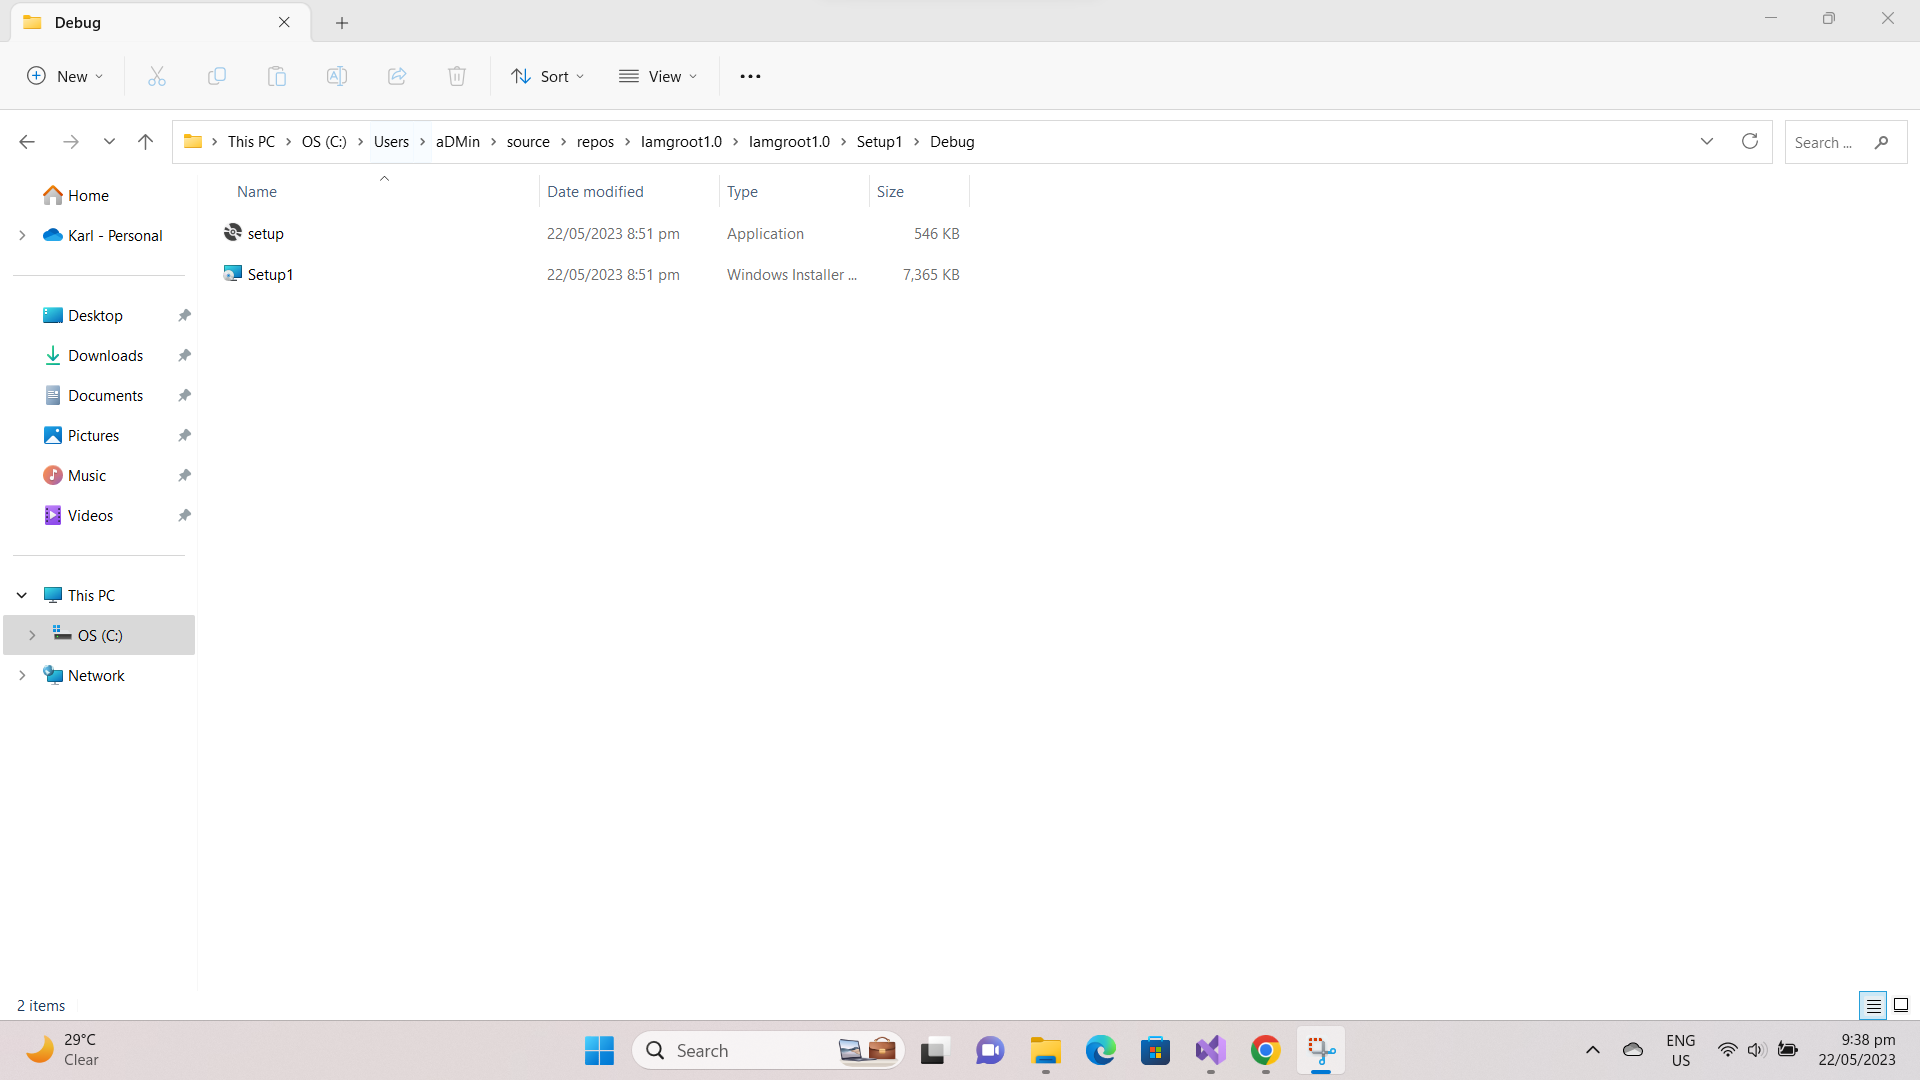 Debug
New
Sort
View
This PC
OS (C:)
Users
aDMin
source
repos
Iamgroot1.0
Iamgroot1.0
Setup1
Debug
Search ...
Name
Date modified
Type
Size
setup
22/05/2023 8:51 pm
Application
546 KB
Setup1
22/05/2023 8:51 pm
Windows Installer ...
7,365 KB
Home
Karl - Personal
Desktop
Downloads
Documents
Pictures
Music
Videos
This PC
OS (C:)
Network
2 items
29°C
Clear
Search
ENG
US
9:38 pm
22/05/2023